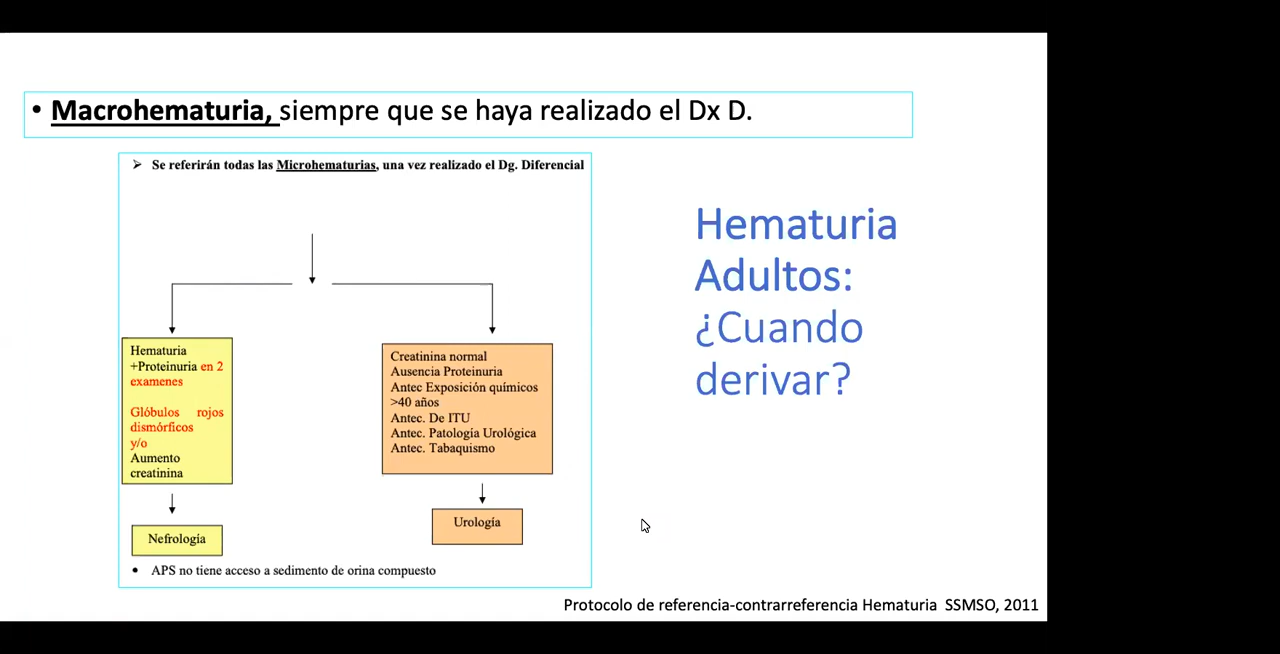 • Macrohematuria, siempre que se haya realizado el Dx D.
➢ Se referirán todas las Microhematurias, una vez realizado el Dg. Diferencial
Hematuria
+Proteinuria en 2
examenes
Glóbulos rojos
dismórficos
y/o
Aumento
creatinina
Nefrología
Creatinina normal
Ausencia Proteinuria
Antec Exposición químicos
>40 años
Antec. De ITU
Antec. Patología Urológica
Antec. Tabaquismo
Urología
• APS no tiene acceso a sedimento de orina compuesto
Hematuria
Adultos:
¿Cuando
derivar?
Protocolo de referencia-contrarreferencia Hematuria SSMSO, 2011